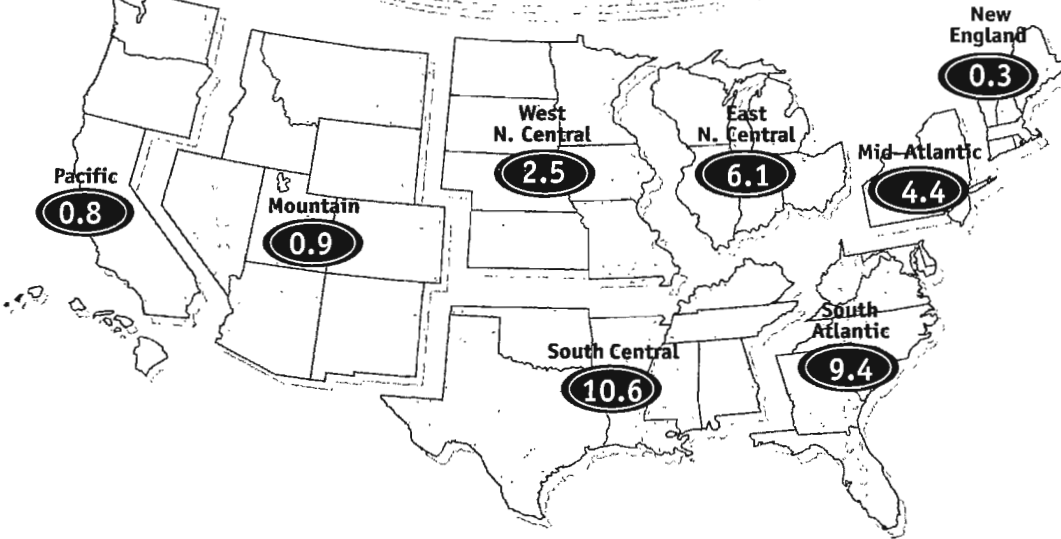 New
England
0.3
West
N. Central
2.5
East
N. Central
6.1
Mid-Atlantic
4.4
Pacific
0.8
Mountain
0.9
South
Atlantic
9.4
South Central
10.6